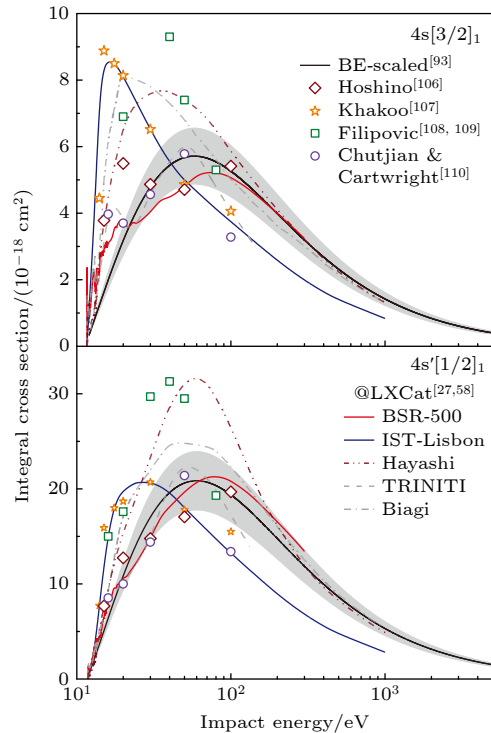 10
4s[3/2]₁
BE-scaled[93]
Hoshino[106]
Khakoo[107]
Filipovic[108, 109]
Chutjian &
Cartwright[110]
8
6
4
2
0
Integral cross section/(10⁻¹⁸ cm²)
4s′[1/2]₁
@LXCat[27,58]
BSR-500
IST-Lisbon
Hayashi
TRINITI
Biagi
30
20
10
0
10¹ 10² 10³
Impact energy/eV